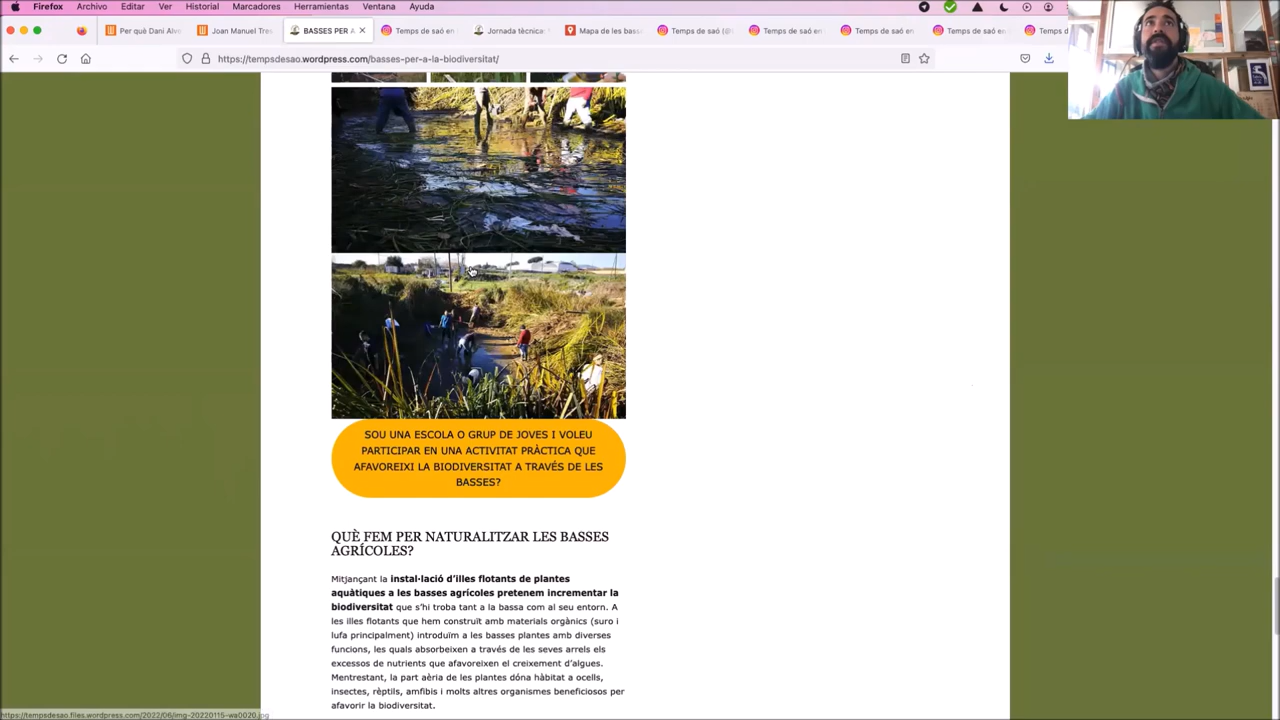 Firefox Archivo Editar Ver Historial Marcadores Herramientas Ventana Ayuda
Per què Dani Alve
Joan Manuel Tres
BASSES PER A
Temps de saó en
Jornada tècnica:
Mapa de les bass
Temps de saó (@t
Temps de saó en
Temps de saó en
Temps de saó en
Temps d
https://tempsdesao.wordpress.com/basses-per-a-la-biodiversitat/
SOU UNA ESCOLA O GRUP DE JOVES I VOLEU
PARTICIPAR EN UNA ACTIVITAT PRÀCTICA QUE
AFAVOREIXI LA BIODIVERSITAT A TRAVÉS DE LES
BASSES?
QUÈ FEM PER NATURALITZAR LES BASSES
AGRÍCOLES?
Mitjançant la instal·lació d'illes flotants de plantes
aquàtiques a les basses agrícoles pretenem incrementar la
biodiversitat que s'hi troba tant a la bassa com al seu entorn. A
les illes flotants que hem construït amb materials orgànics (suro i
lufa principalment) introduïm a les basses plantes amb diverses
funcions, les quals absorbeixen a través de les seves arrels els
excessos de nutrients que afavoreixen el creixement d'algues.
Mentrestant, la part aèria de les plantes dóna hàbitat a ocells,
insectes, rèptils, amfibis i molts altres organismes beneficiosos per
afavorir la biodiversitat.
https://tempsdesao.files.wordpress.com/2022/06/img-20220115-wa0020.jpg